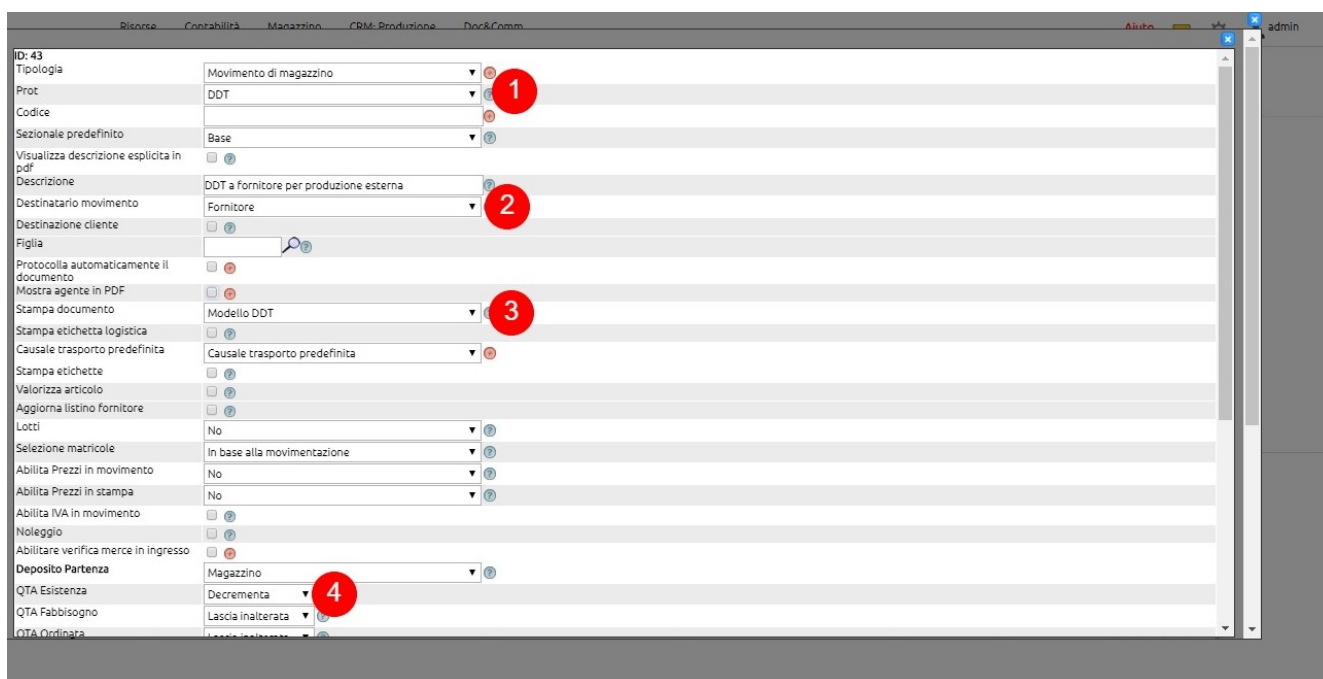 Risorse Contabilità Magazzino CRM: Produzione Doc&Comm Aiuto admin
ID: 43
Tipologia Movimento di magazzino
1
Prot DDT
Codice
Sezionale predefinito Base
Visualizza descrizione esplicita in
pdf
Descrizione DDT a fornitore per produzione esterna
Destinatario movimento Fornitore 2
Destinazione cliente
Figlia
Protocolla automaticamente il
documento
Mostra agente in PDF
Stampa documento Modello DDT 3
Stampa etichetta logistica
Causale trasporto predefinita Causale trasporto predefinita
Stampa etichette
Valorizza articolo
Aggiorna listino fornitore
Lotti No
Selezione matricole In base alla movimentazione
Abilita Prezzi in movimento No
Abilita Prezzi in stampa No
Abilita IVA in movimento
Noleggio
Abilitare verifica merce in ingresso
Deposito Partenza Magazzino
QTA Esistenza Decrementa 4
QTA Fabbisogno Lascia inalterata
QTA Ordinata Lascia inalterata